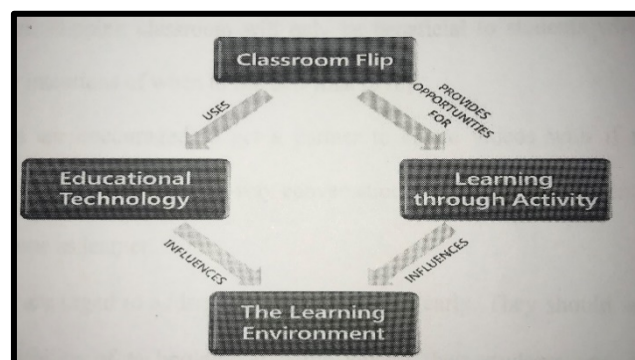 Classroom Flip
USES
PROVIDES
OPPORTUNITIES
FOR
Educational
Technology
Learning
through Activity
INFLUENCES
INFLUENCES
The Learning
Environment